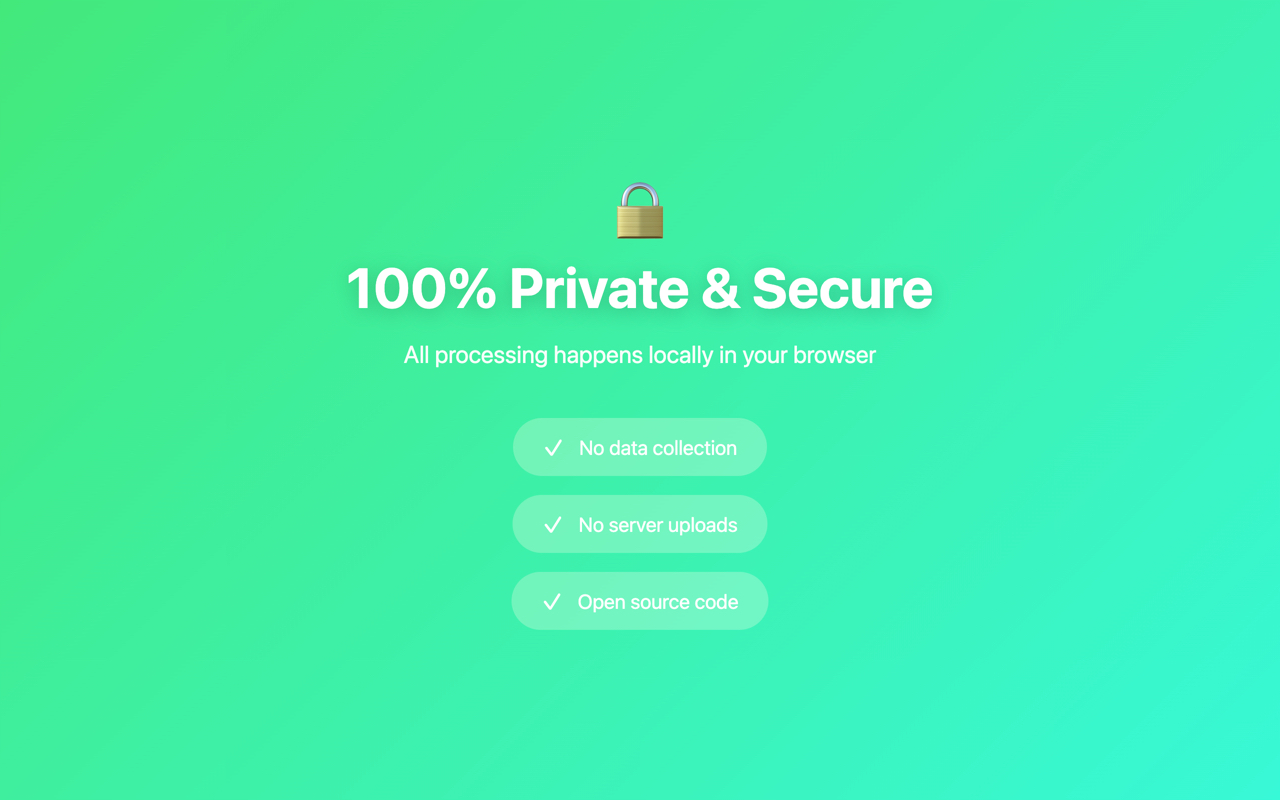 100% Private & Secure
All processing happens locally in your browser
✓ No data collection
✓ No server uploads
✓ Open source code